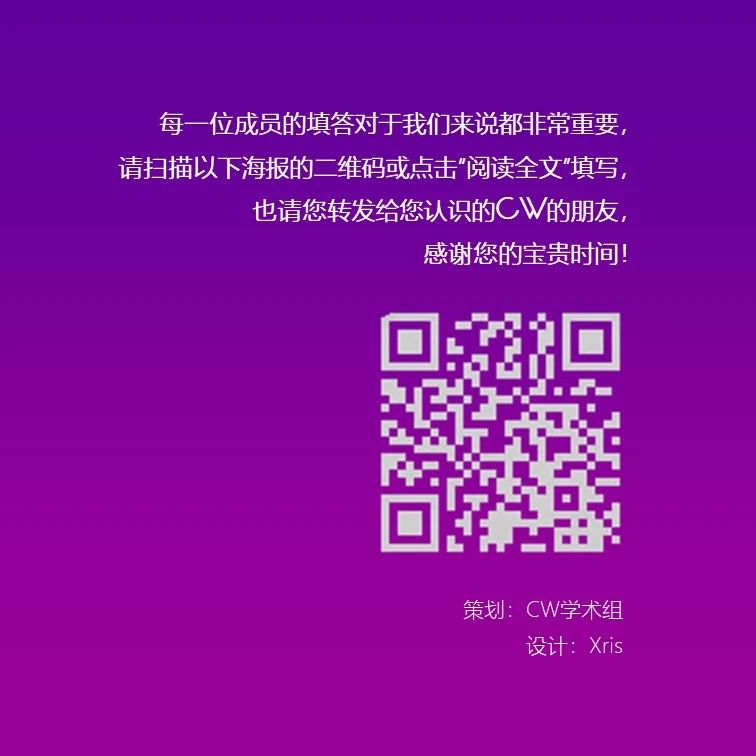 每一位成员的填答对于我们来说都非常重要，
请扫描以下海报的二维码或点击"阅读全文"填写，
也请您转发给您认识的CW的朋友，
感谢您的宝贵时间！
策划：CW学术组
设计：Xris